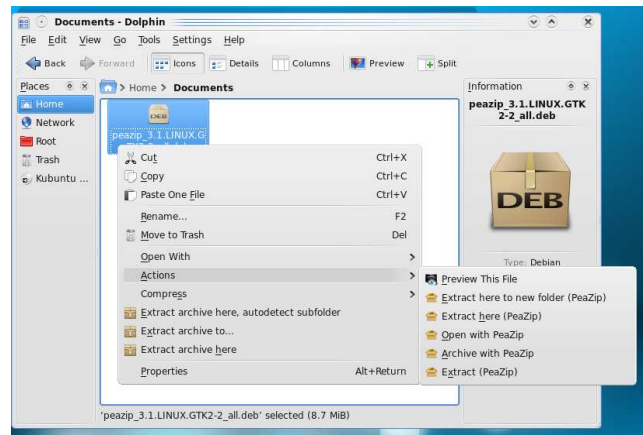 Documents - Dolphin
File Edit View Go Tools Settings Help
Back Forward Icons Details Columns Preview Split
Places
Home
Network
Root
Trash
Kubuntu ...
> Home > Documents
DEB
peazip_3.1.LINUX.G
Cut Ctrl+X
Copy Ctrl+C
Paste One File Ctrl+V
Rename... F2
Move to Trash Del
Open With >
Actions >
Compress >
Extract archive here, autodetect subfolder
Extract archive to...
Extract archive here
Properties Alt+Return
Preview This File
Extract here to new folder (PeaZip)
Extract here (PeaZip)
Open with PeaZip
Archive with PeaZip
Extract (PeaZip)
Information
peazip_3.1.LINUX.GTK
2-2_all.deb
DEB
Type: Debian
'peazip_3.1.LINUX.GTK2-2_all.deb' selected (8.7 MiB)